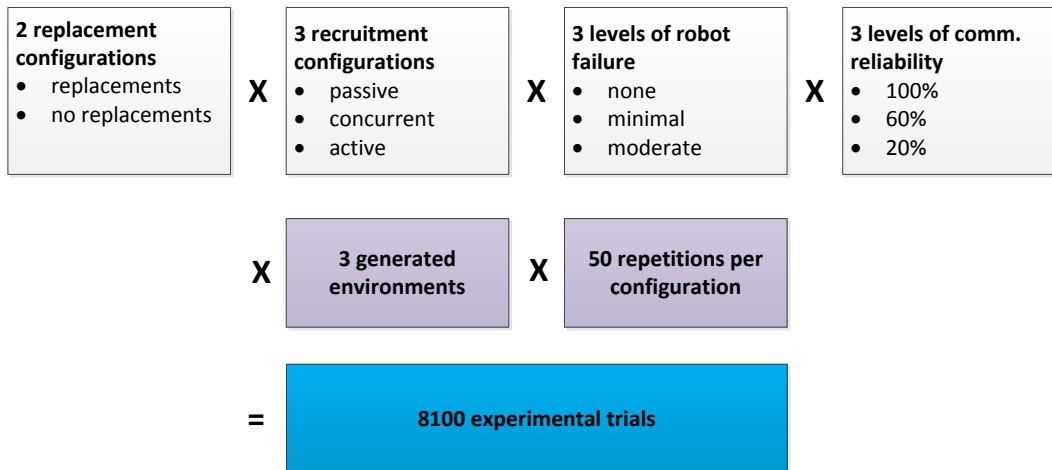 2 replacement
configurations
• replacements
• no replacements
X
3 recruitment
configurations
• passive
• concurrent
• active
X
3 levels of robot
failure
• none
• minimal
• moderate
X
3 levels of comm.
reliability
• 100%
• 60%
• 20%
X
3 generated
environments
X
50 repetitions per
configuration
=
8100 experimental trials